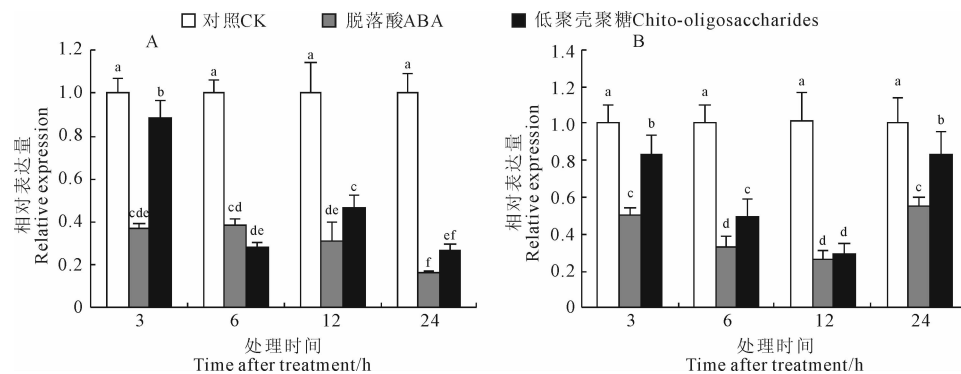 对照CK 脱落酸ABA 低聚壳聚糖Chito-oligosaccharides
A
1.2
1.0
0.8
0.6
0.4
0.2
0
相对表达量
Relative expression
a b cde
a cd de
a de c
a f ef
3 6 12 24
处理时间
Time after treatment/h
B
1.4
1.2
1.0
0.8
0.6
0.4
0.2
0
相对表达量
Relative expression
a c b
a d c
a d d
a c b
3 6 12 24
处理时间
Time after treatment/h